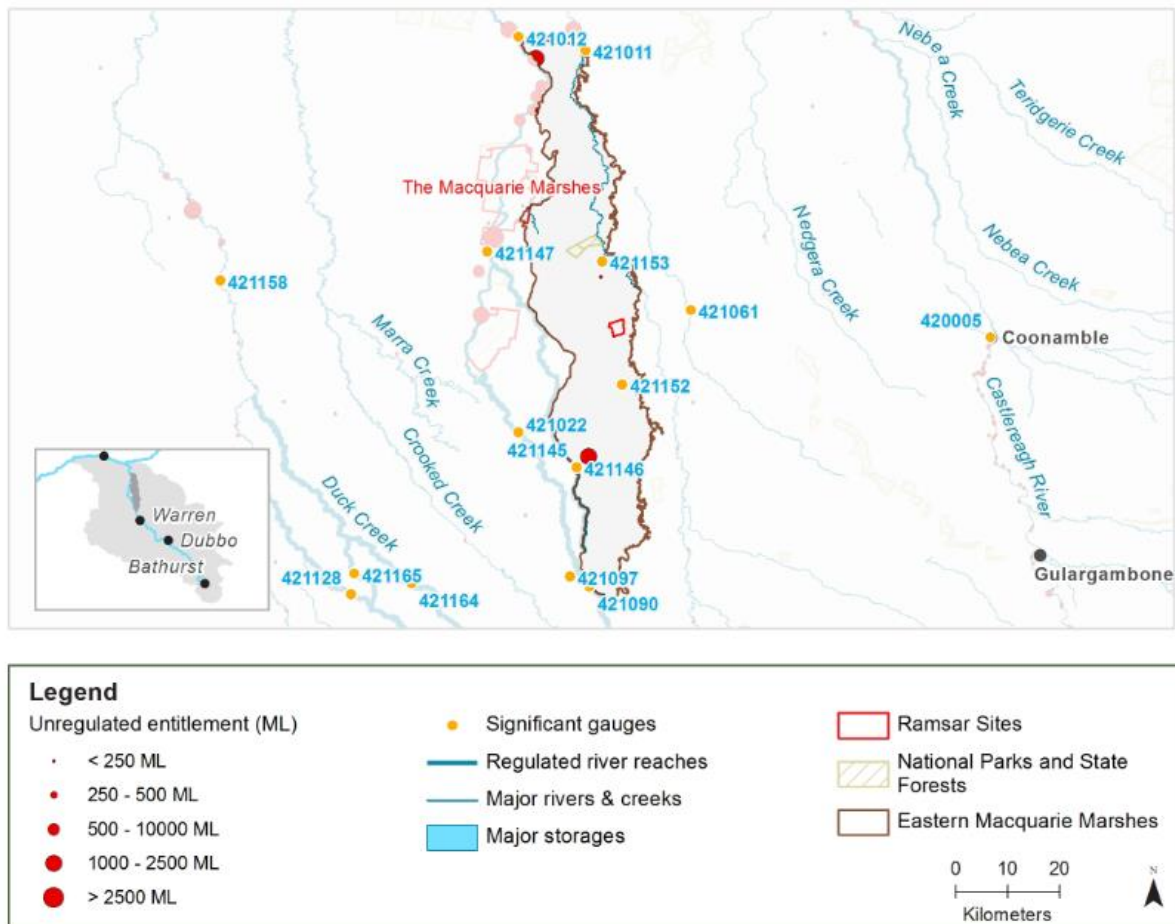 421012
421011
Nebea Creek
Teridgerie Creek
The Macquarie Marshes
Nedgera Creek
Nebea Creek
421147
421153
421158
421061
420005
Coonamble
Marra Creek
421152
Castlereagh River
421022
421145
421146
Crooked Creek
Duck Creek
Warren
Dubbo
Bathurst
421128
421165
421164
421097
421090
Gulargambone
Legend
Unregulated entitlement (ML)
< 250 ML
250 - 500 ML
500 - 10000 ML
1000 - 2500 ML
> 2500 ML
Significant gauges
Regulated river reaches
Major rivers & creeks
Major storages
Ramsar Sites
National Parks and State
Forests
Eastern Macquarie Marshes
0 10 20
Kilometers
N